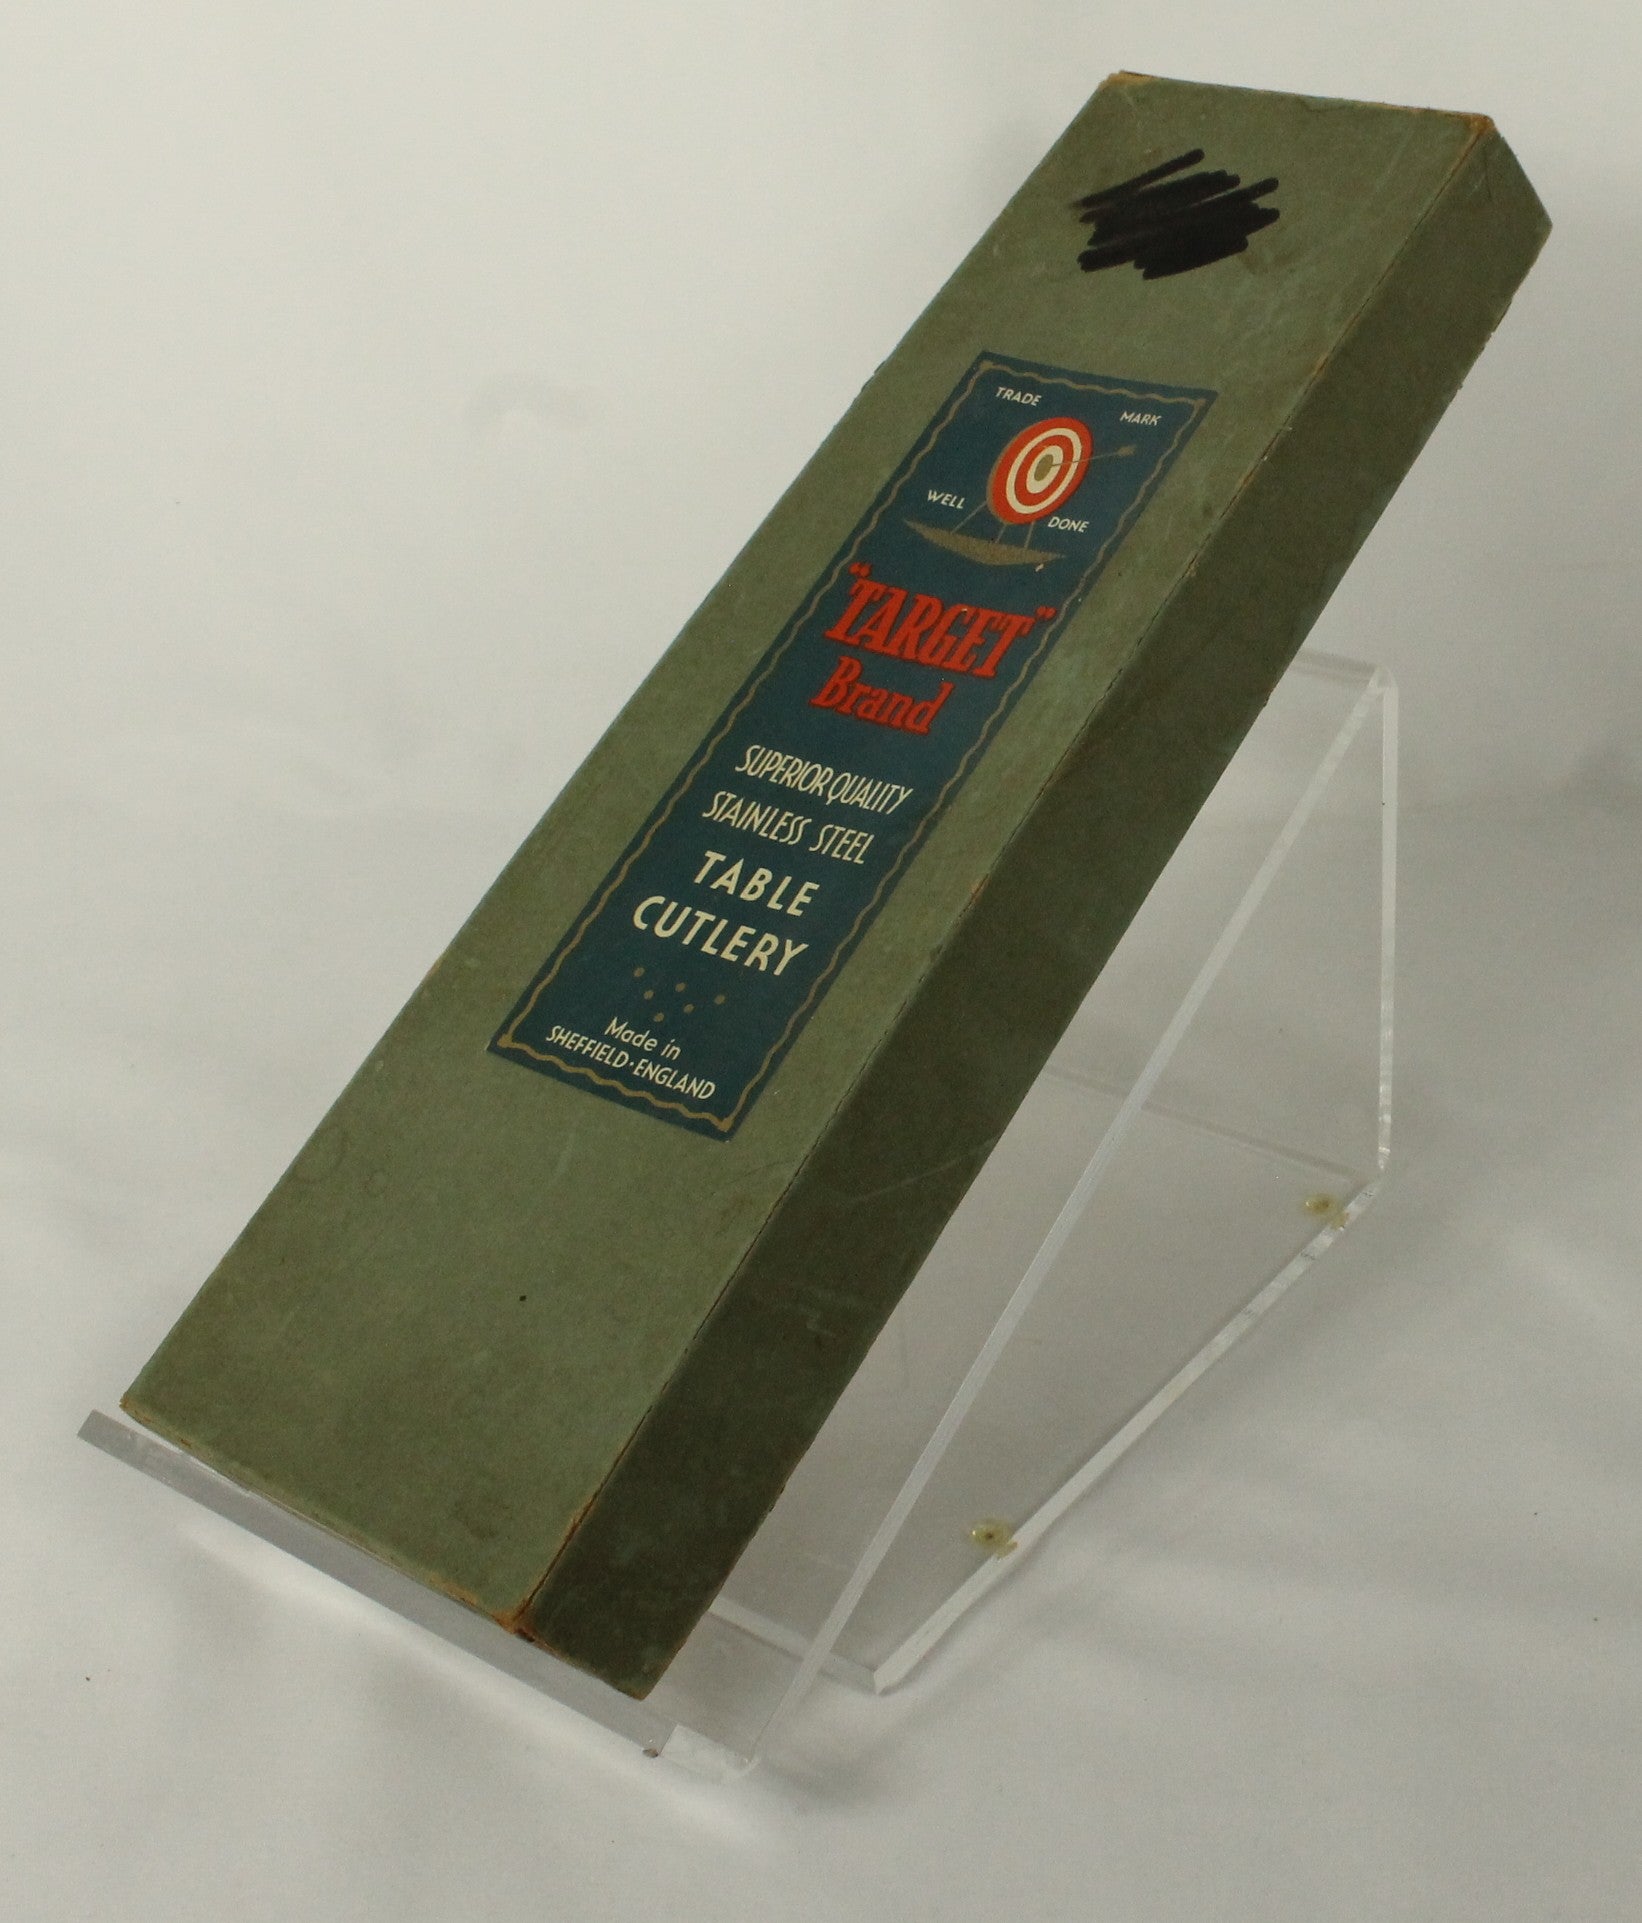 TRADE MARK
WELL DONE
"TARGET"
Brand
SUPERIOR QUALITY
STAINLESS STEEL
TABLE
CUTLERY
Made in
SHEFFIELD·ENGLAND